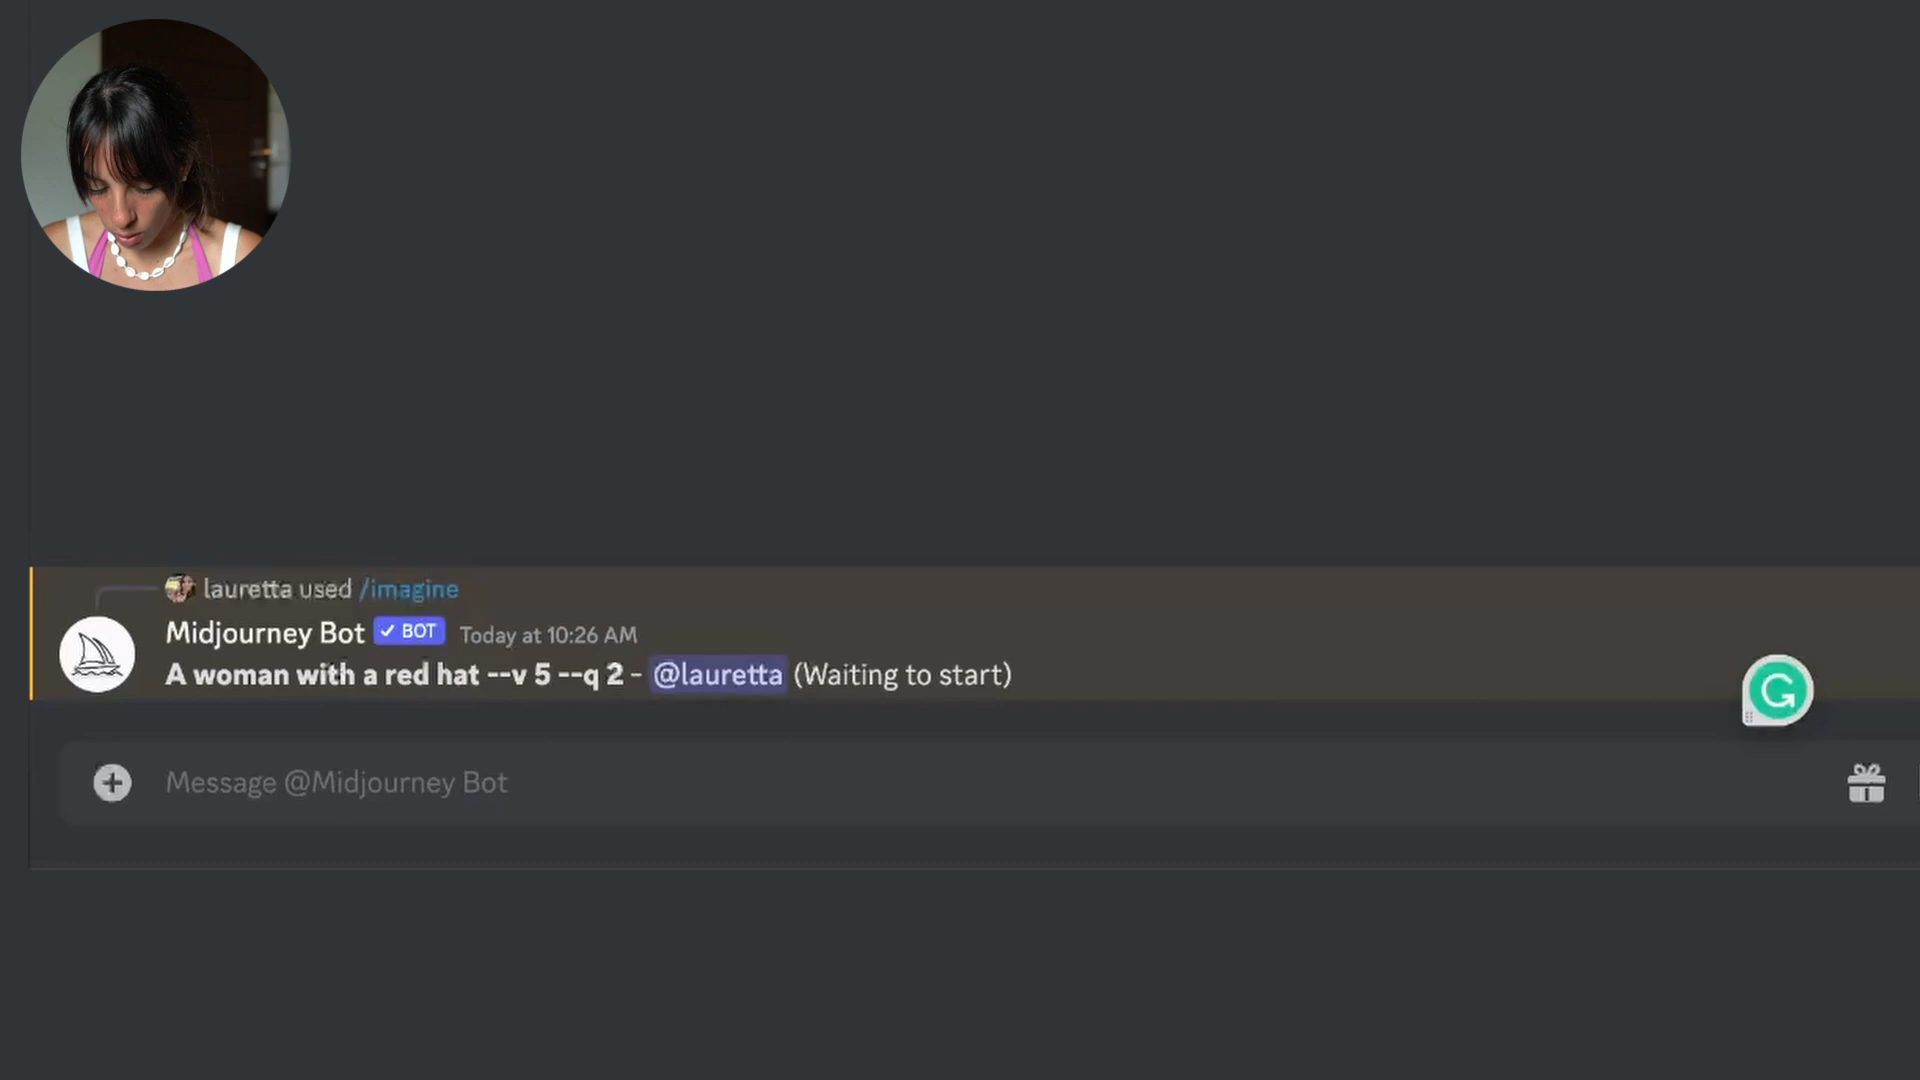 lauretta used /imagine
Midjourney Bot ✓ BOT Today at 10:26 AM
A woman with a red hat --v 5 --q 2 - @lauretta (Waiting to start)
Message @Midjourney Bot